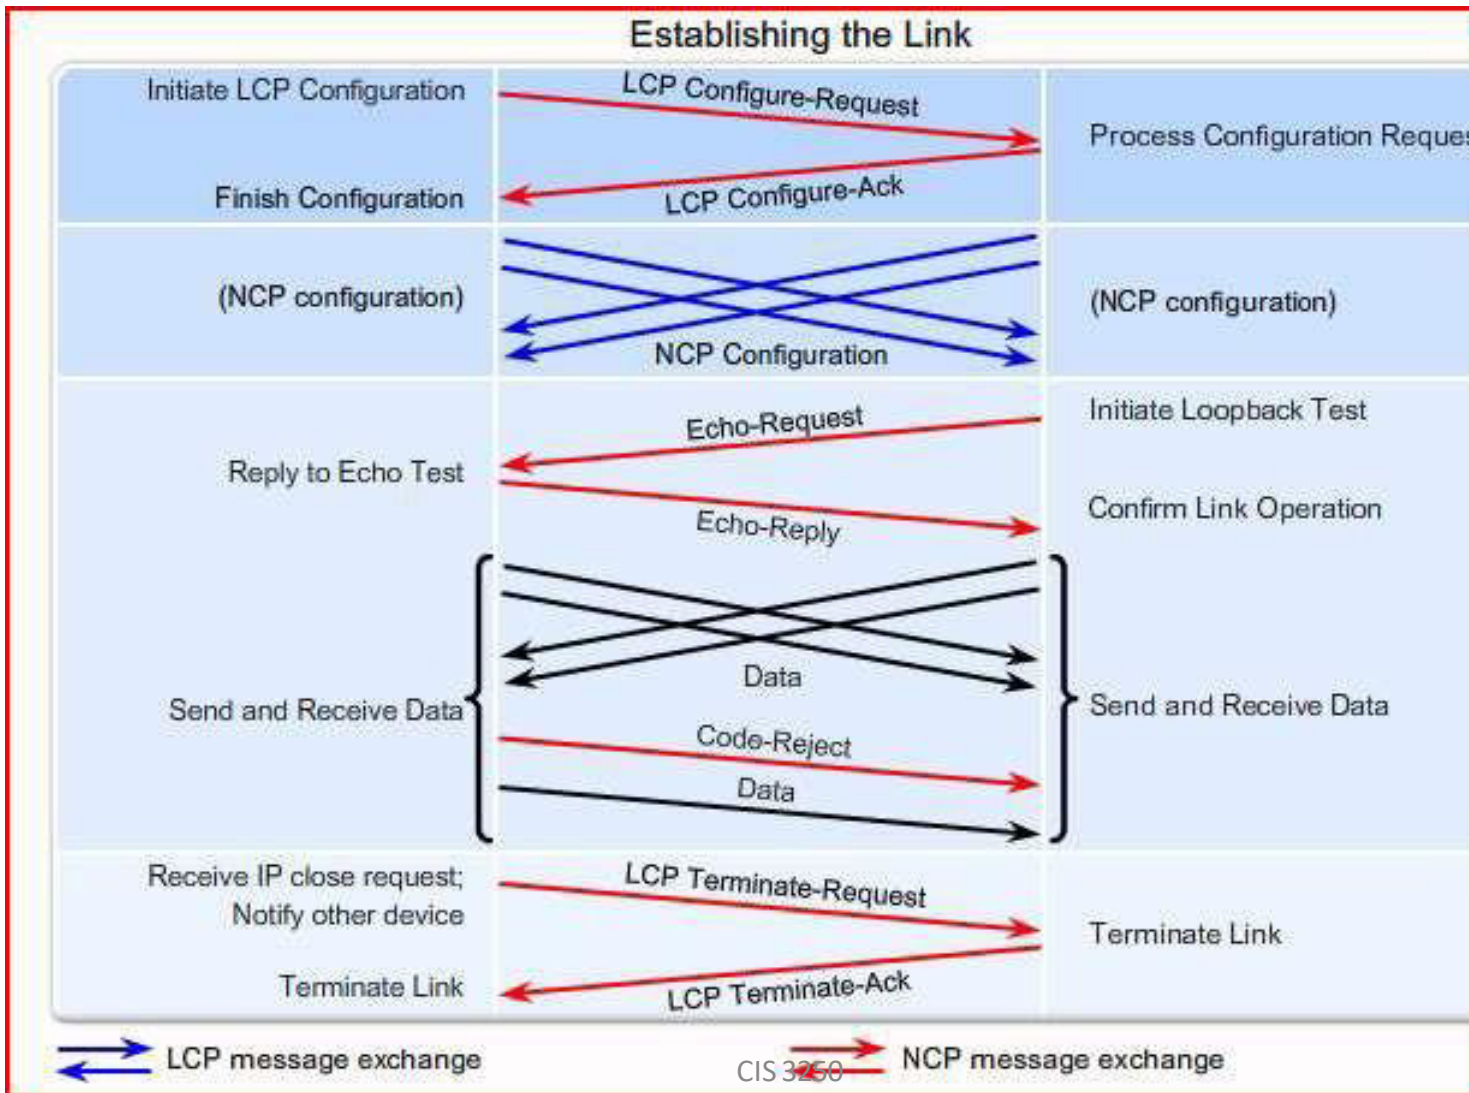 Establishing the Link
Initiate LCP Configuration
LCP Configure-Request
Process Configuration Reques
LCP Configure-Ack
Finish Configuration
(NCP configuration)
(NCP configuration)
NCP Configuration
Initiate Loopback Test
Echo-Request
Reply to Echo Test
Confirm Link Operation
Echo-Reply
Data
Send and Receive Data
Send and Receive Data
Code-Reject
Data
Receive IP close request;
Notify other device
LCP Terminate-Request
Terminate Link
Terminate Link
LCP Terminate-Ack
LCP message exchange
NCP message exchange
CIS 3250